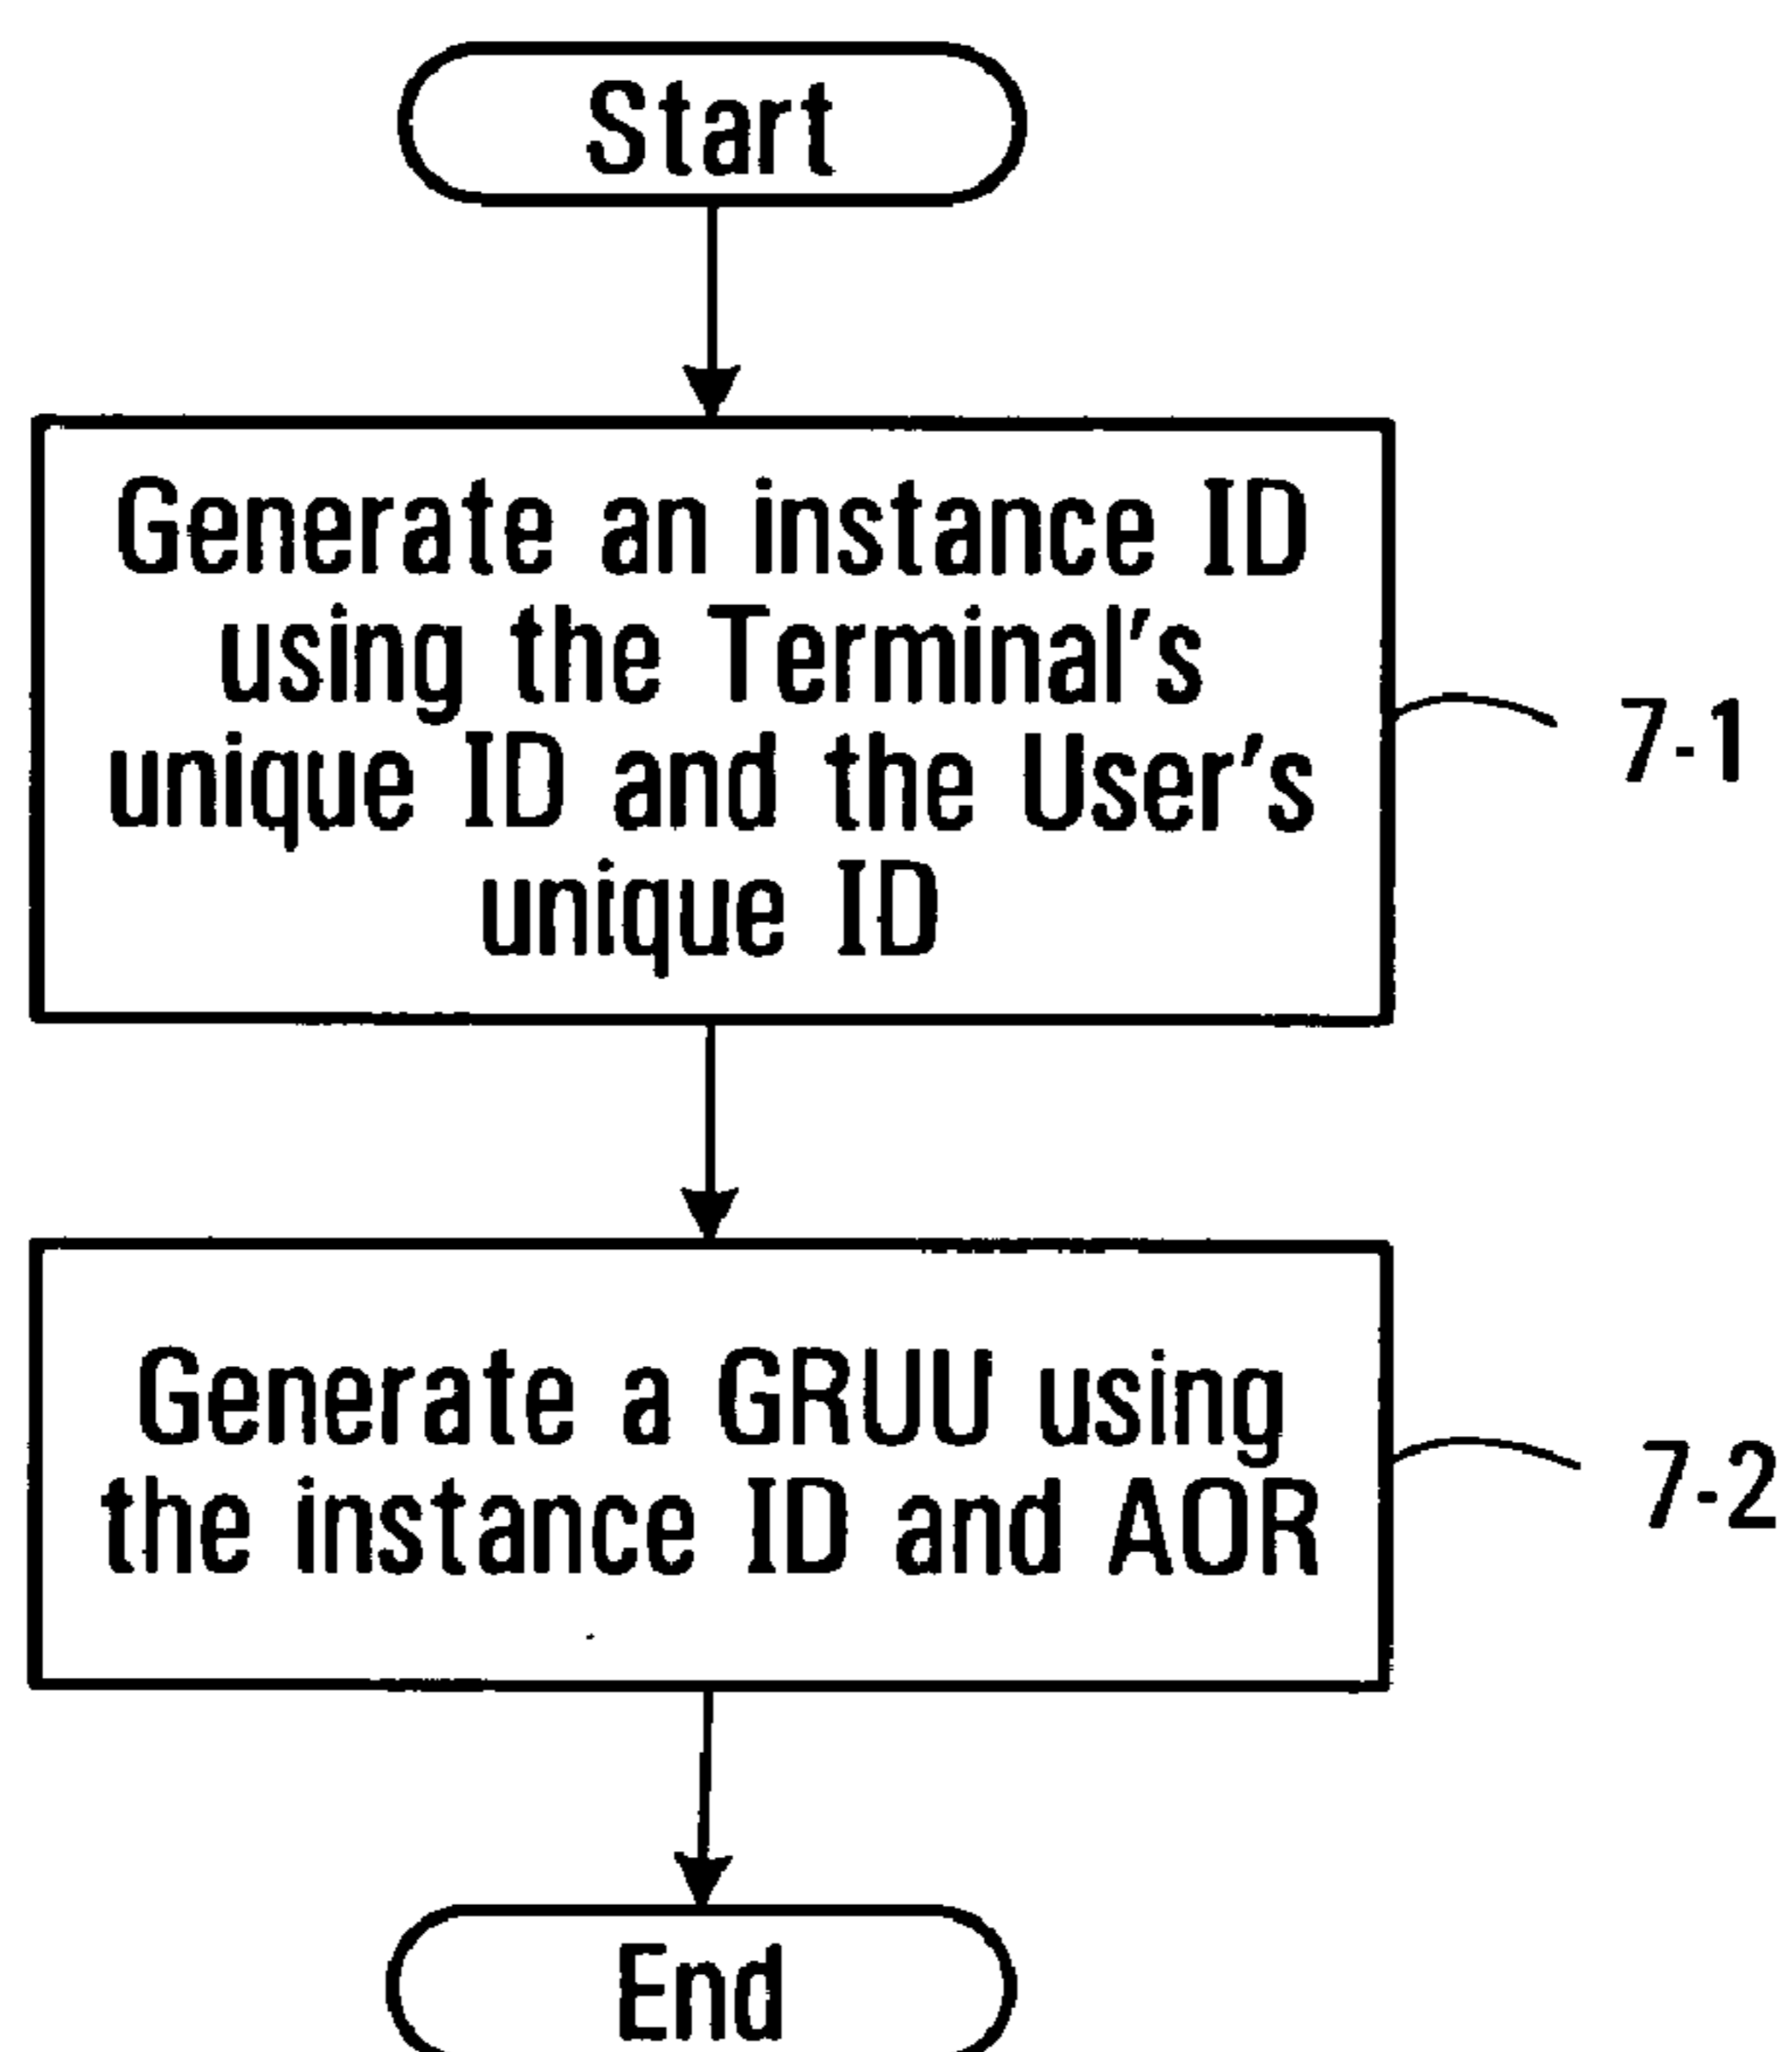 Start
Generate an instance ID
using the Terminal's
unique ID and the User's
unique ID
7-1
Generate a GRUU using
the instance ID and AOR
7-2
End